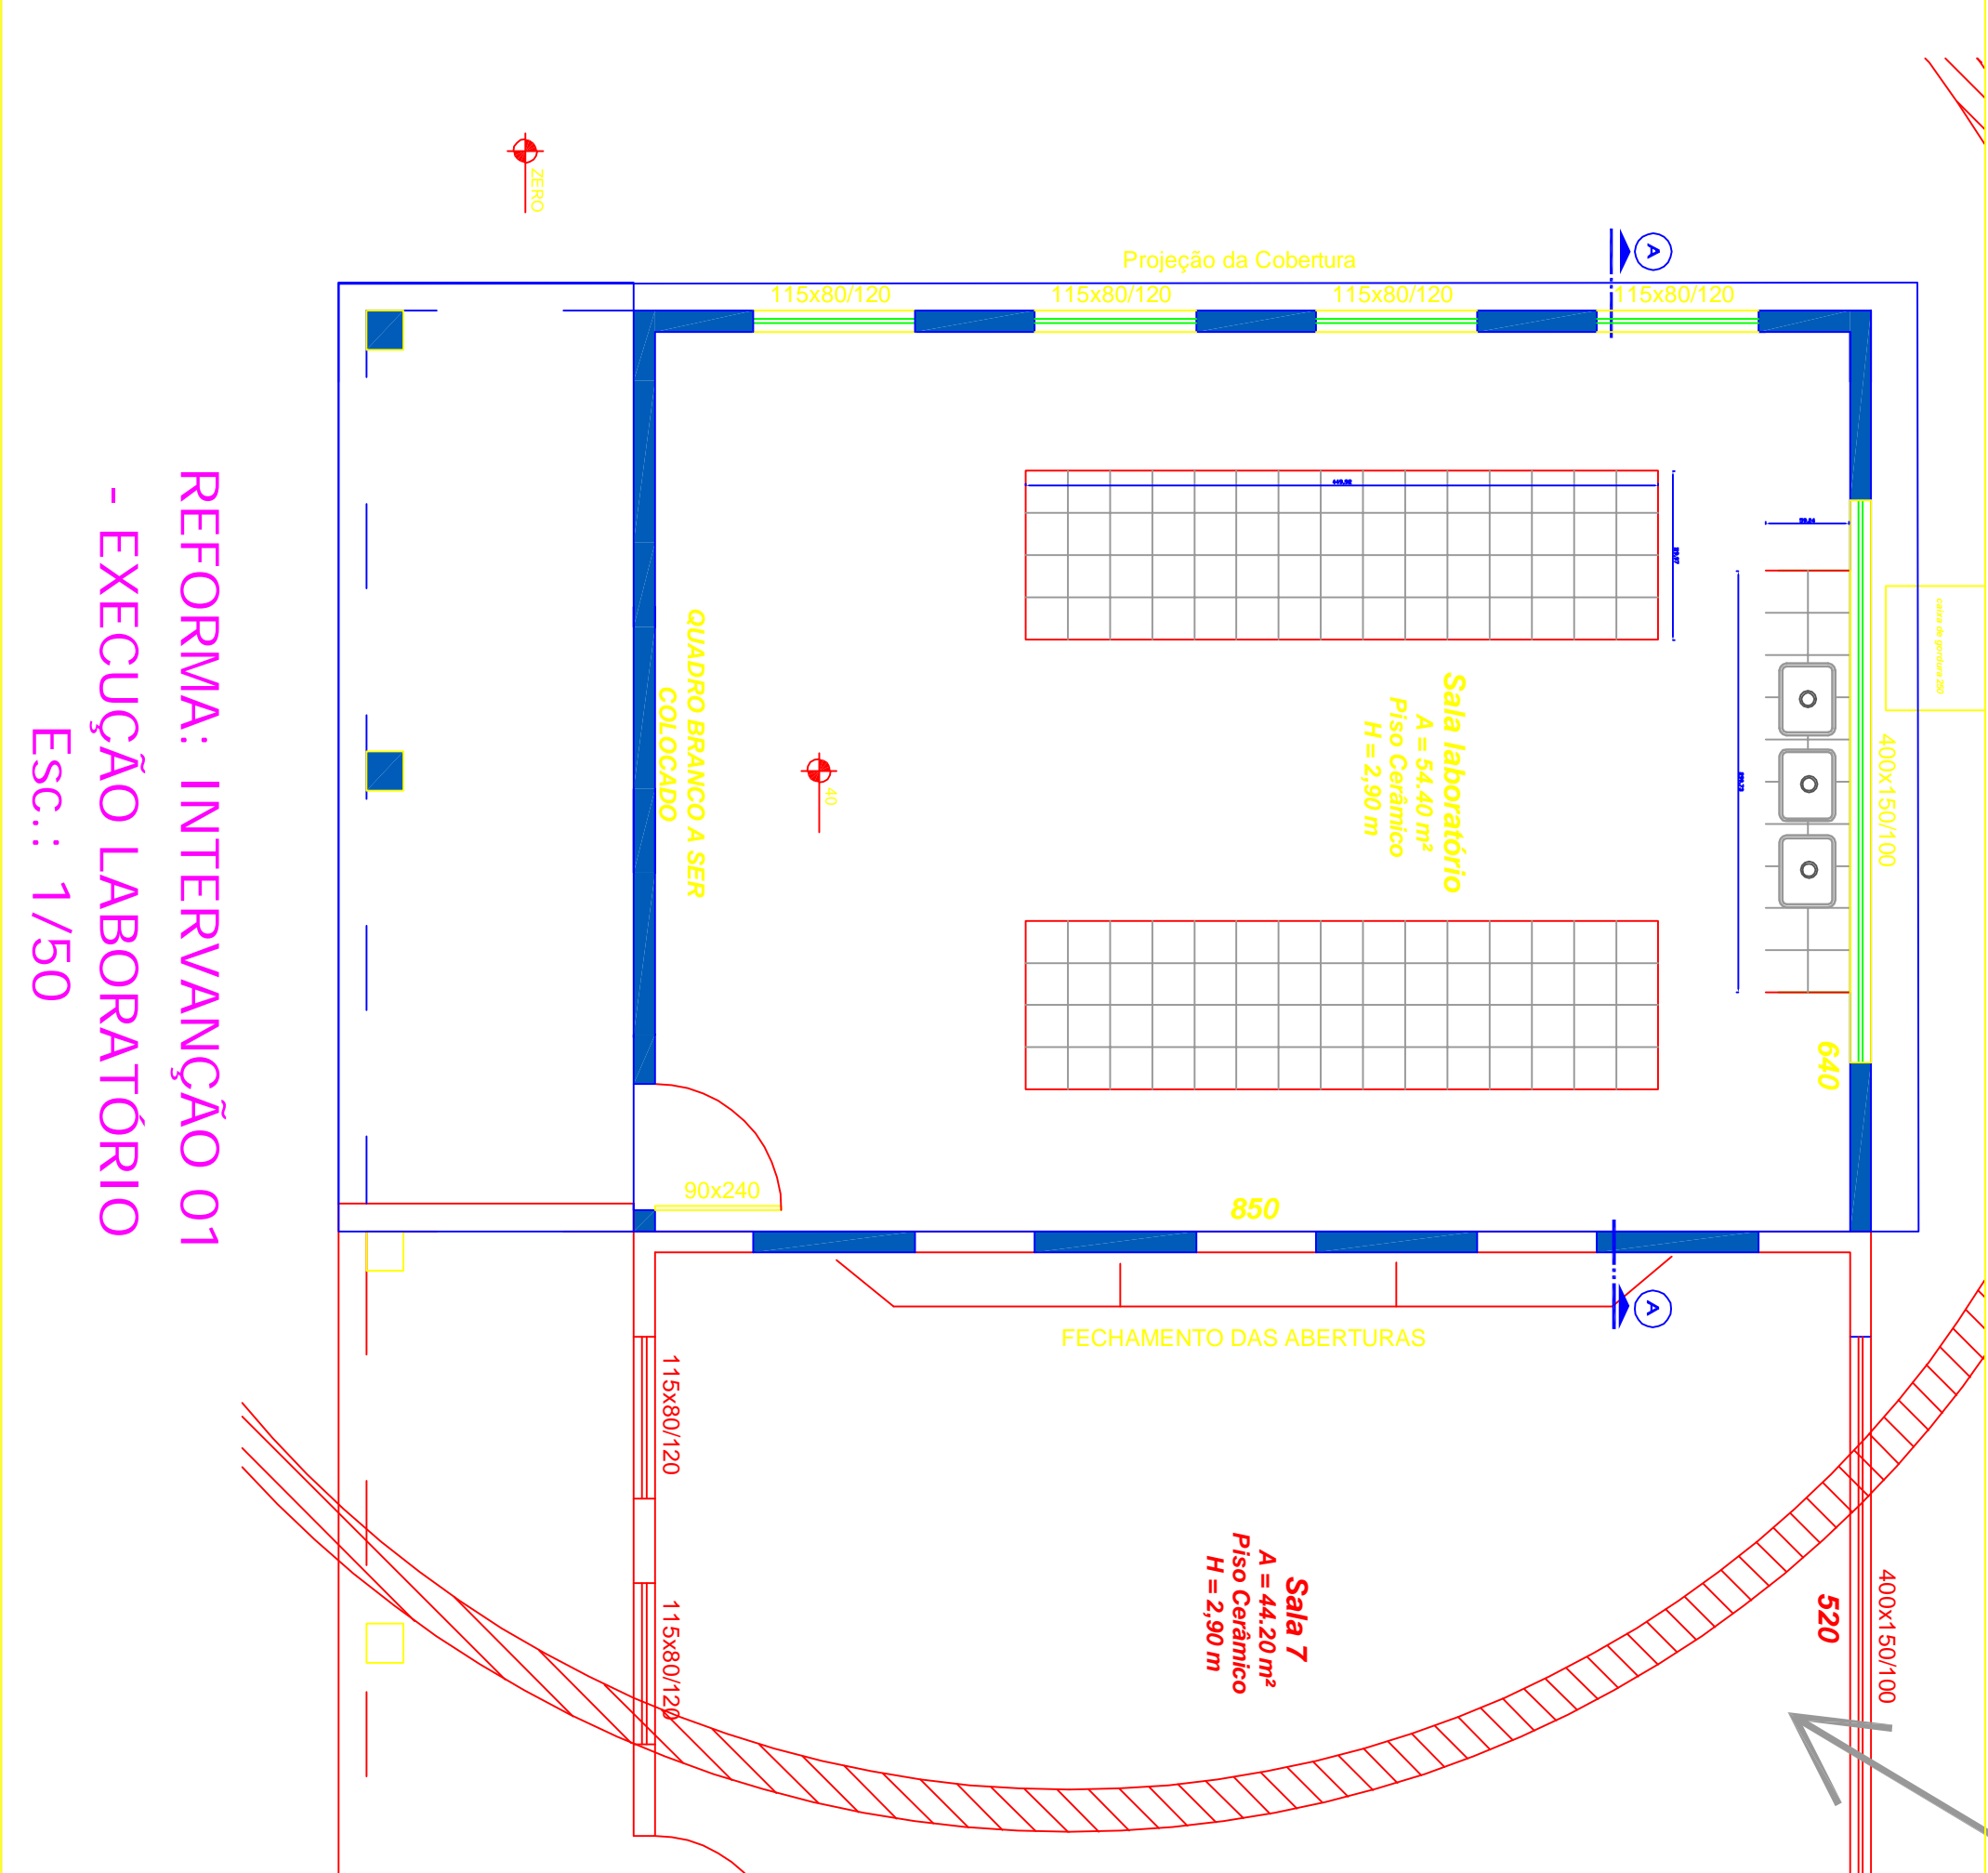 REFORMA: INTERVANÇÃO 01
- EXECUÇÃO LABORATÓRIO
Esc.: 1/50
ZERO
Projeção da Cobertura
115x80/120
115x80/120
115x80/120
115x80/120
A
449,98
QUADRO BRANCO A SER
COLOCADO
40
Sala laboratório
A = 54.40 m²
Piso Cerâmico
H = 2,90 m
400x150/100
640
90x240
850
A
FECHAMENTO DAS ABERTURAS
115x80/120
115x80/120
Sala 7
A = 44.20 m²
Piso Cerâmico
H = 2,90 m
400x150/100
520